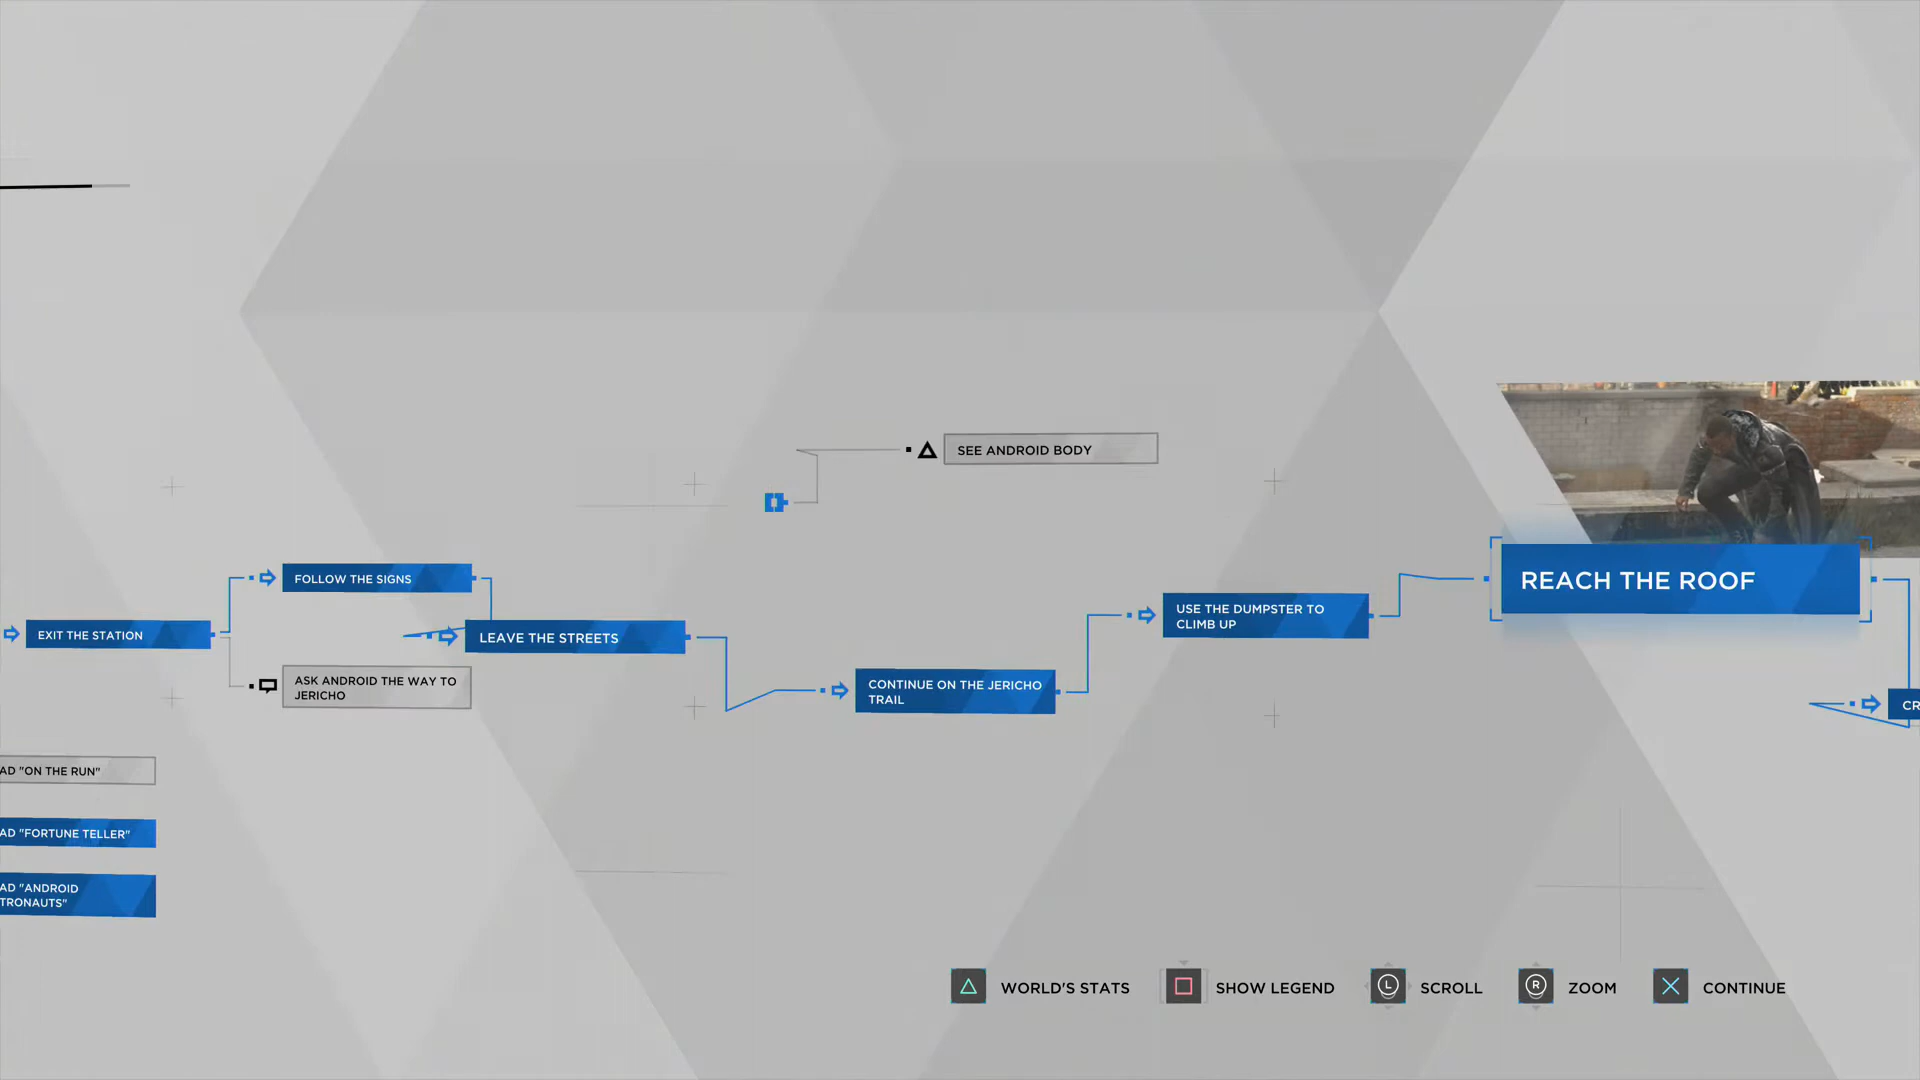 SEE ANDROID BODY
FOLLOW THE SIGNS
EXIT THE STATION
LEAVE THE STREETS
ASK ANDROID THE WAY TO
JERICHO
CONTINUE ON THE JERICHO
TRAIL
USE THE DUMPSTER TO
CLIMB UP
REACH THE ROOF
CR
AD "ON THE RUN"
AD "FORTUNE TELLER"
AD "ANDROID
TRONAUTS"
WORLD'S STATS
SHOW LEGEND
L
SCROLL
R
ZOOM
CONTINUE